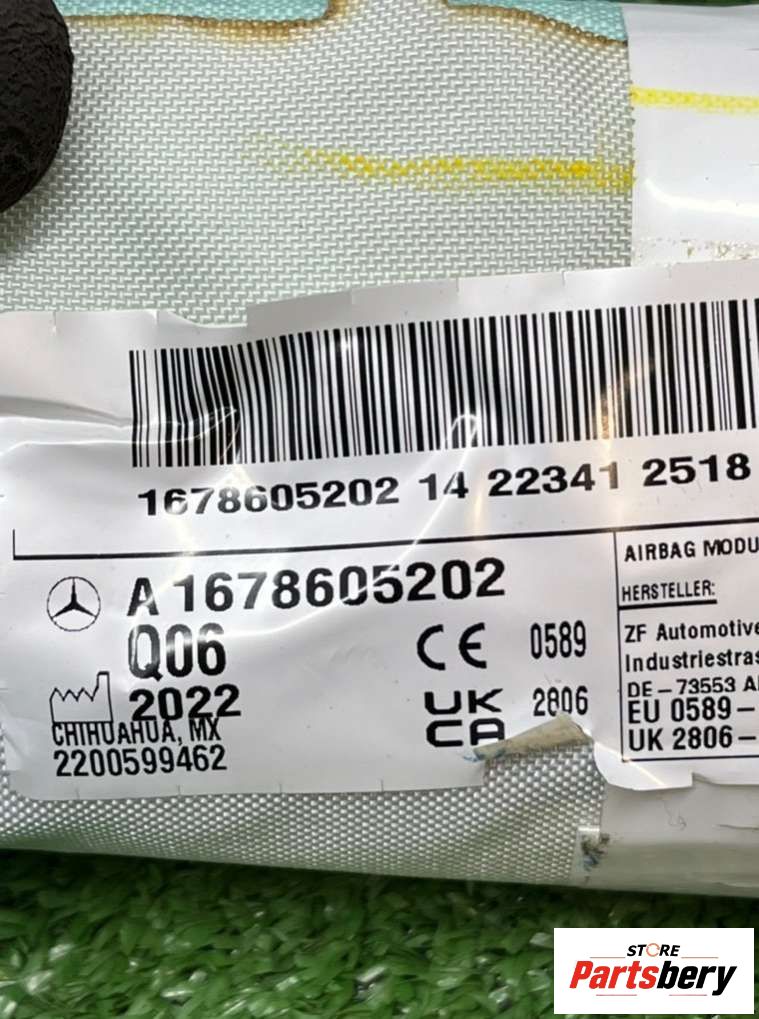 1678605202 14 22341 2518
A 1678605202
Q06
2022
CHIHUAHUA, MX
2200599462
CE 0589
UK
CA 2806
AIRBAG MODU
HERSTELLER:
ZF Automotive
Industriestras
DE-73553 A
EU 0589-
UK 2806-
STORE
Partsbery